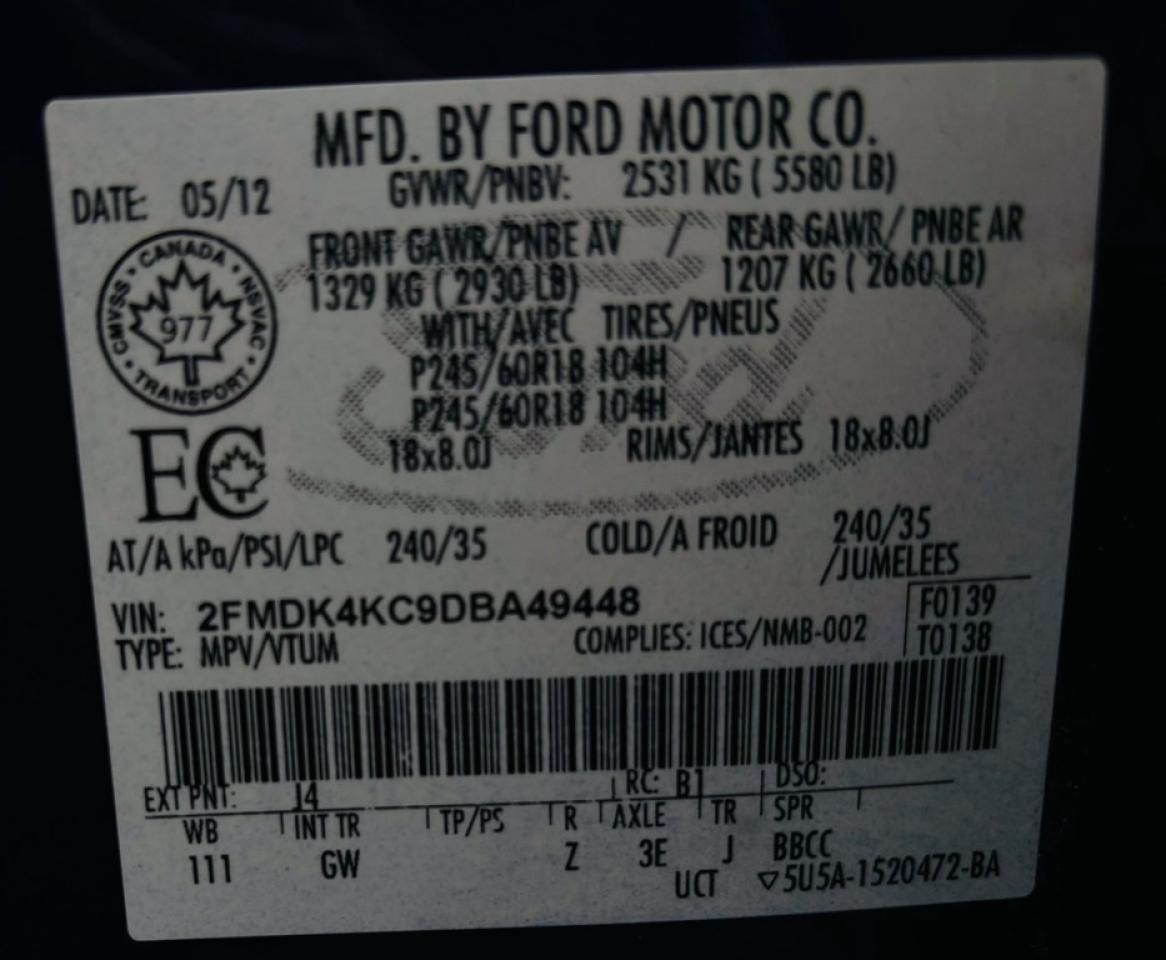 MFD. BY FORD MOTOR CO.
DATE: 05/12 GVWR/PNBV: 2531 KG ( 5580 LB)
FRONT GAWR/PNBE AV / REAR GAWR/ PNBE AR
1329 KG ( 2930 LB) 1207 KG ( 2660 LB)
WITH/AVEC TIRES/PNEUS
P245/60R18 104H
P245/60R18 104H
18x8.0J RIMS/JANTES 18x8.0J
CANADA • NSVAC • TRANSPORT • CMVSS •
977
EC
Ford
AT/A kPa/PSI/LPC 240/35 COLD/A FROID 240/35
/JUMELEES
VIN: 2FMDK4KC9DBA49448 F0139
TYPE: MPV/VTUM COMPLIES: ICES/NMB-002 T0138
EXT PNT: J4 RC: B1 DSO:
WB INT TR TP/PS R AXLE TR SPR
111 GW Z 3E J BBCC
UCT ▽5U5A-1520472-BA